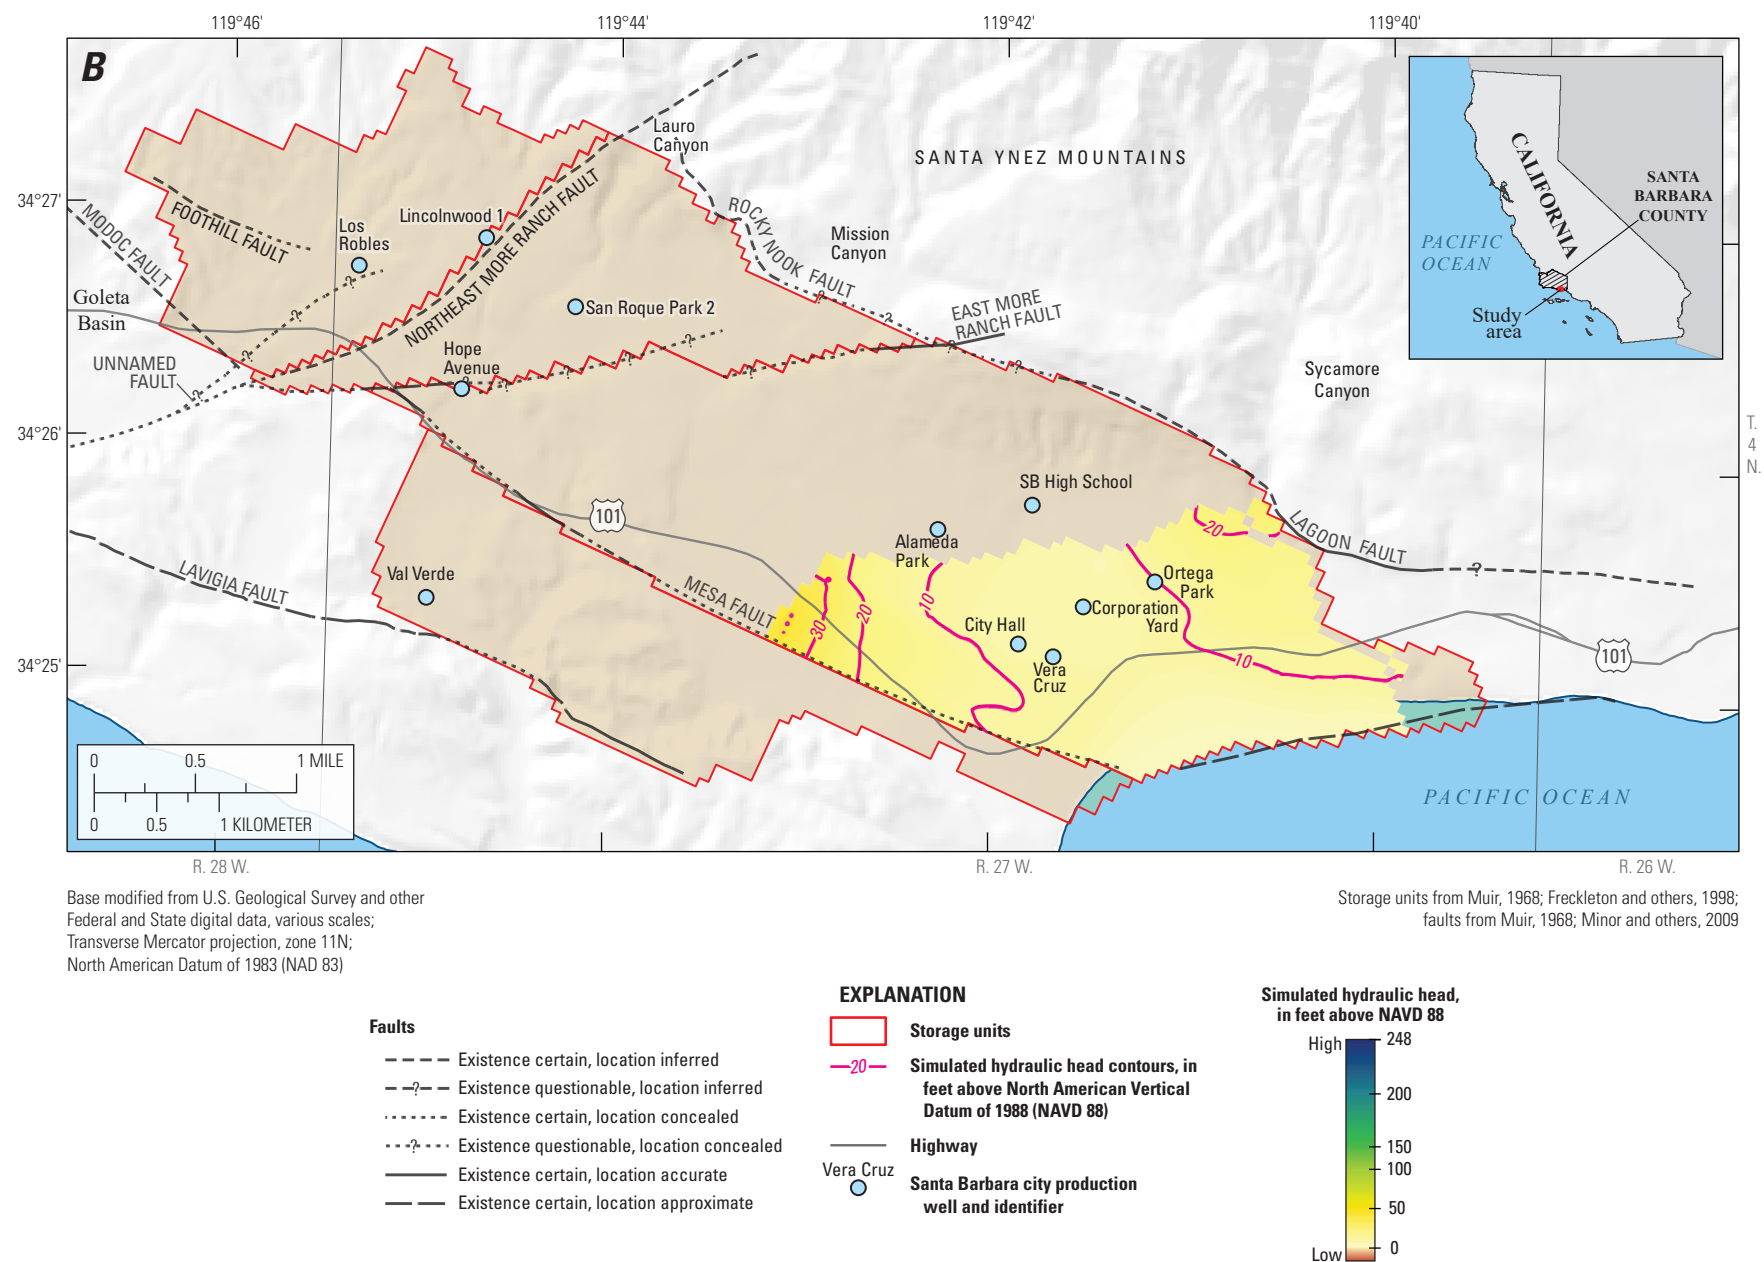 119°46'
119°44'
119°42'
119°40'
B
Lauro
Canyon
SANTA YNEZ MOUNTAINS
CALIFORNIA
SANTA
BARBARA
COUNTY
PACIFIC
OCEAN
Study
area
34°27'
MODOC FAULT
FOOTHILL FAULT
Los
Robles
Lincolnwood 1
NORTHEAST MORE RANCH FAULT
ROCKY NOOK FAULT
Mission
Canyon
Goleta
Basin
San Roque Park 2
EAST MORE
RANCH FAULT
UNNAMED
FAULT
Hope
Avenue
?
?
?
?
?
?
?
?
?
?
?
?
?
?
Sycamore
Canyon
34°26'
T.
4
N.
SB High School
101
Alameda
Park
20
LAGOON FAULT
?
LAVIGIA FAULT
Val Verde
MESA FAULT
30
20
10
Ortega
Park
Corporation
Yard
City Hall
Vera
Cruz
10
101
34°25'
0 0.5 1 MILE
0 0.5 1 KILOMETER
PACIFIC OCEAN
R. 28 W.
R. 27 W.
R. 26 W.
Base modified from U.S. Geological Survey and other
Federal and State digital data, various scales;
Transverse Mercator projection, zone 11N;
North American Datum of 1983 (NAD 83)
Storage units from Muir, 1968; Freckleton and others, 1998;
faults from Muir, 1968; Minor and others, 2009
Faults
Existence certain, location inferred
? Existence questionable, location inferred
Existence certain, location concealed
? Existence questionable, location concealed
Existence certain, location accurate
Existence certain, location approximate
EXPLANATION
Storage units
20 Simulated hydraulic head contours, in
feet above North American Vertical
Datum of 1988 (NAVD 88)
Highway
Vera Cruz
Santa Barbara city production
well and identifier
Simulated hydraulic head,
in feet above NAVD 88
High 248
200
150
100
50
0
Low